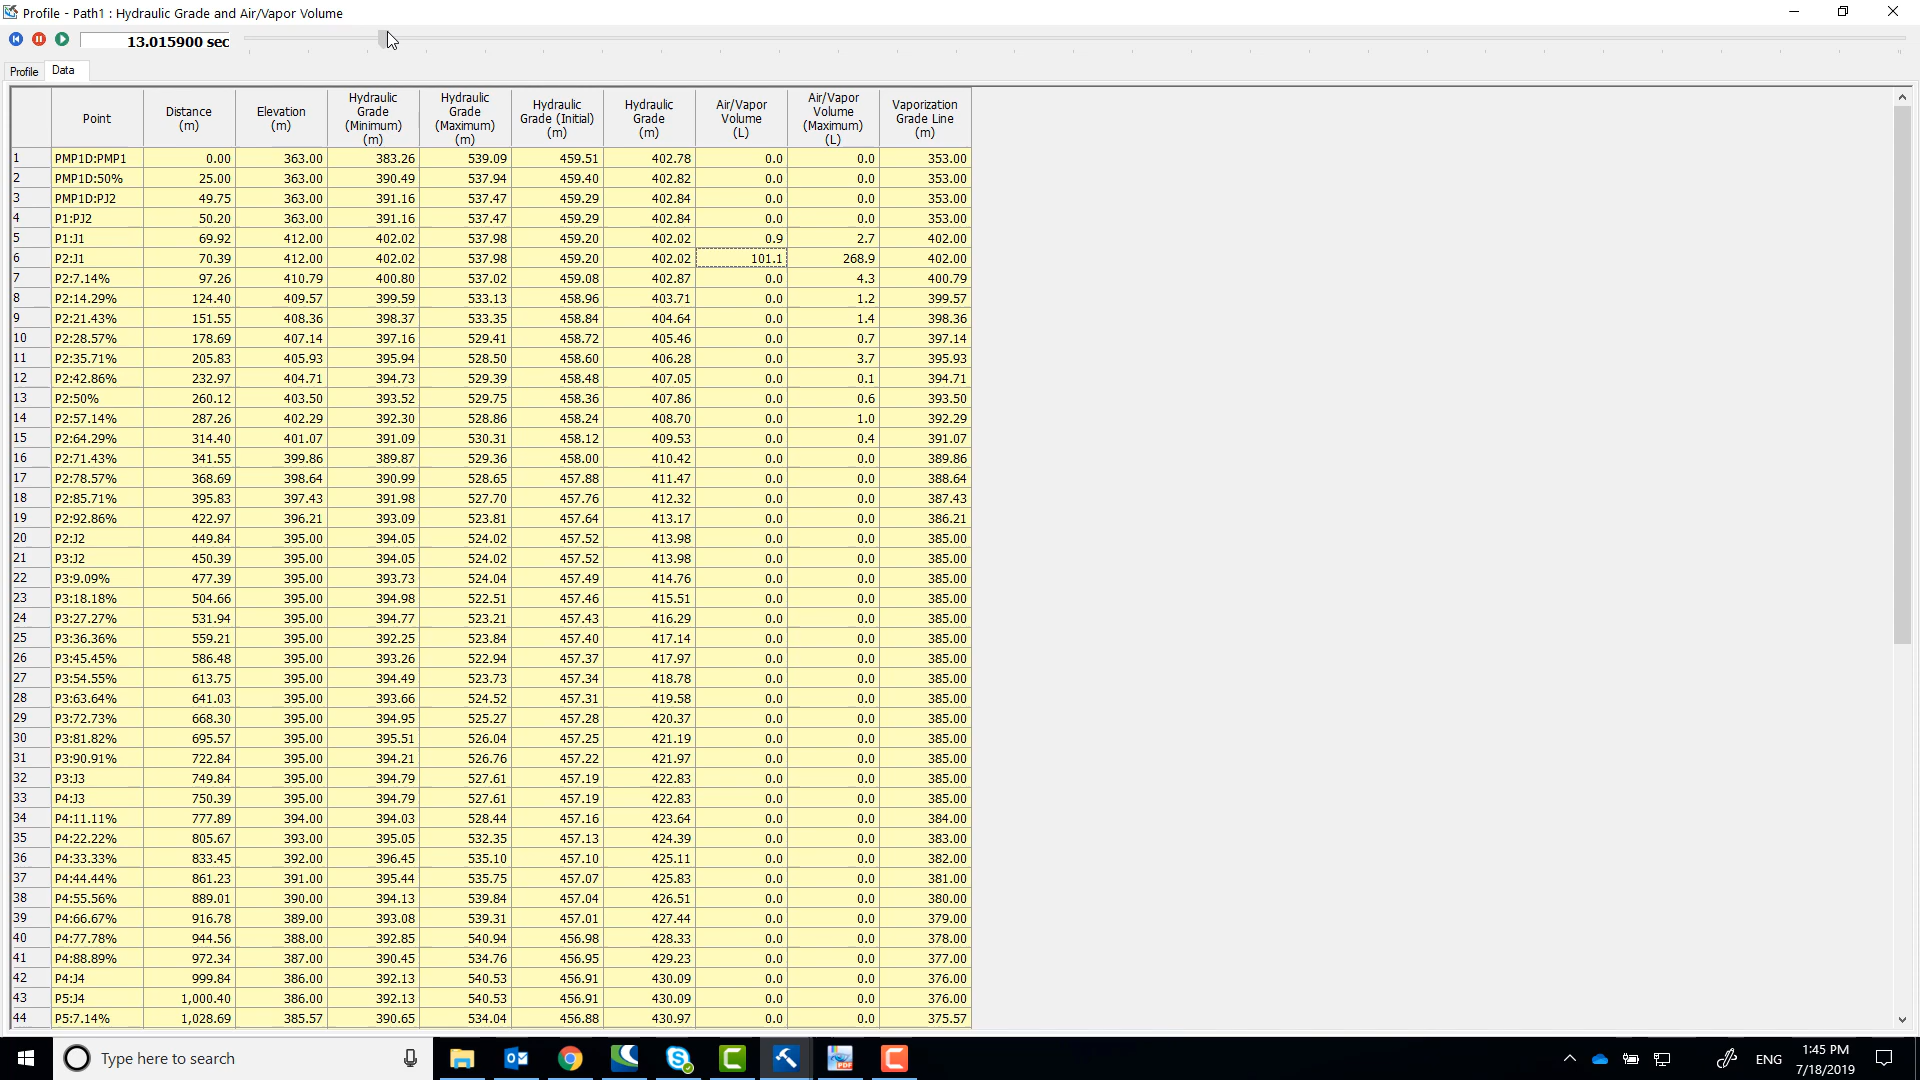 Profile - Path1 : Hydraulic Grade and Air/Vapor Volume
13.015900 sec
Profile Data
Point Distance (m) Elevation (m) Hydraulic Grade (Minimum) (m) Hydraulic Grade (Maximum) (m) Hydraulic Grade (Initial) (m) Hydraulic Grade (m) Air/Vapor Volume (L) Air/Vapor Volume (Maximum) (L) Vaporization Grade Line (m)
1 PMP1D:PMP1 0.00 363.00 383.26 539.09 459.51 402.78 0.0 0.0 353.00
2 PMP1D:50% 25.00 363.00 390.49 537.94 459.40 402.82 0.0 0.0 353.00
3 PMP1D:PJ2 49.75 363.00 391.16 537.47 459.29 402.84 0.0 0.0 353.00
4 P1:PJ2 50.20 363.00 391.16 537.47 459.29 402.84 0.0 0.0 353.00
5 P1:J1 69.92 412.00 402.02 537.98 459.20 402.02 0.9 2.7 402.00
6 P2:J1 70.39 412.00 402.02 537.98 459.20 402.02 101.1 268.9 402.00
7 P2:7.14% 97.26 410.79 400.80 537.02 459.08 402.87 0.0 4.3 400.79
8 P2:14.29% 124.40 409.57 399.59 533.13 458.96 403.71 0.0 1.2 399.57
9 P2:21.43% 151.55 408.36 398.37 533.35 458.84 404.64 0.0 1.4 398.36
10 P2:28.57% 178.69 407.14 397.16 529.41 458.72 405.46 0.0 0.7 397.14
11 P2:35.71% 205.83 405.93 395.94 528.50 458.60 406.28 0.0 3.7 395.93
12 P2:42.86% 232.97 404.71 394.73 529.39 458.48 407.05 0.0 0.1 394.71
13 P2:50% 260.12 403.50 393.52 529.75 458.36 407.86 0.0 0.6 393.50
14 P2:57.14% 287.26 402.29 392.30 528.86 458.24 408.70 0.0 1.0 392.29
15 P2:64.29% 314.40 401.07 391.09 530.31 458.12 409.53 0.0 0.4 391.07
16 P2:71.43% 341.55 399.86 389.87 529.36 458.00 410.42 0.0 0.0 389.86
17 P2:78.57% 368.69 398.64 390.99 528.65 457.88 411.47 0.0 0.0 388.64
18 P2:85.71% 395.83 397.43 391.98 527.70 457.76 412.32 0.0 0.0 387.43
19 P2:92.86% 422.97 396.21 393.09 523.81 457.64 413.17 0.0 0.0 386.21
20 P2:J2 449.84 395.00 394.05 524.02 457.52 413.98 0.0 0.0 385.00
21 P3:J2 450.39 395.00 394.05 524.02 457.52 413.98 0.0 0.0 385.00
22 P3:9.09% 477.39 395.00 393.73 524.04 457.49 414.76 0.0 0.0 385.00
23 P3:18.18% 504.66 395.00 394.98 522.51 457.46 415.51 0.0 0.0 385.00
24 P3:27.27% 531.94 395.00 394.77 523.21 457.43 416.29 0.0 0.0 385.00
25 P3:36.36% 559.21 395.00 392.25 523.84 457.40 417.14 0.0 0.0 385.00
26 P3:45.45% 586.48 395.00 393.26 522.94 457.37 417.97 0.0 0.0 385.00
27 P3:54.55% 613.75 395.00 394.49 523.73 457.34 418.78 0.0 0.0 385.00
28 P3:63.64% 641.03 395.00 393.66 524.52 457.31 419.58 0.0 0.0 385.00
29 P3:72.73% 668.30 395.00 394.95 525.27 457.28 420.37 0.0 0.0 385.00
30 P3:81.82% 695.57 395.00 395.51 526.04 457.25 421.19 0.0 0.0 385.00
31 P3:90.91% 722.84 395.00 394.21 526.76 457.22 421.97 0.0 0.0 385.00
32 P3:J3 749.84 395.00 394.79 527.61 457.19 422.83 0.0 0.0 385.00
33 P4:J3 750.39 395.00 394.79 527.61 457.19 422.83 0.0 0.0 385.00
34 P4:11.11% 777.89 394.00 394.03 528.44 457.16 423.64 0.0 0.0 384.00
35 P4:22.22% 805.67 393.00 395.05 532.35 457.13 424.39 0.0 0.0 383.00
36 P4:33.33% 833.45 392.00 396.45 535.10 457.10 425.11 0.0 0.0 382.00
37 P4:44.44% 861.23 391.00 395.44 535.75 457.07 425.83 0.0 0.0 381.00
38 P4:55.56% 889.01 390.00 394.13 539.84 457.04 426.51 0.0 0.0 380.00
39 P4:66.67% 916.78 389.00 393.08 539.31 457.01 427.44 0.0 0.0 379.00
40 P4:77.78% 944.56 388.00 392.85 540.94 456.98 428.33 0.0 0.0 378.00
41 P4:88.89% 972.34 387.00 390.45 534.76 456.95 429.23 0.0 0.0 377.00
42 P4:J4 999.84 386.00 392.13 540.53 456.91 430.09 0.0 0.0 376.00
43 P5:J4 1,000.40 386.00 392.13 540.53 456.91 430.09 0.0 0.0 376.00
44 P5:7.14% 1,028.69 385.57 390.65 534.04 456.88 430.97 0.0 0.0 375.57
Type here to search
ENG
1:45 PM
7/18/2019